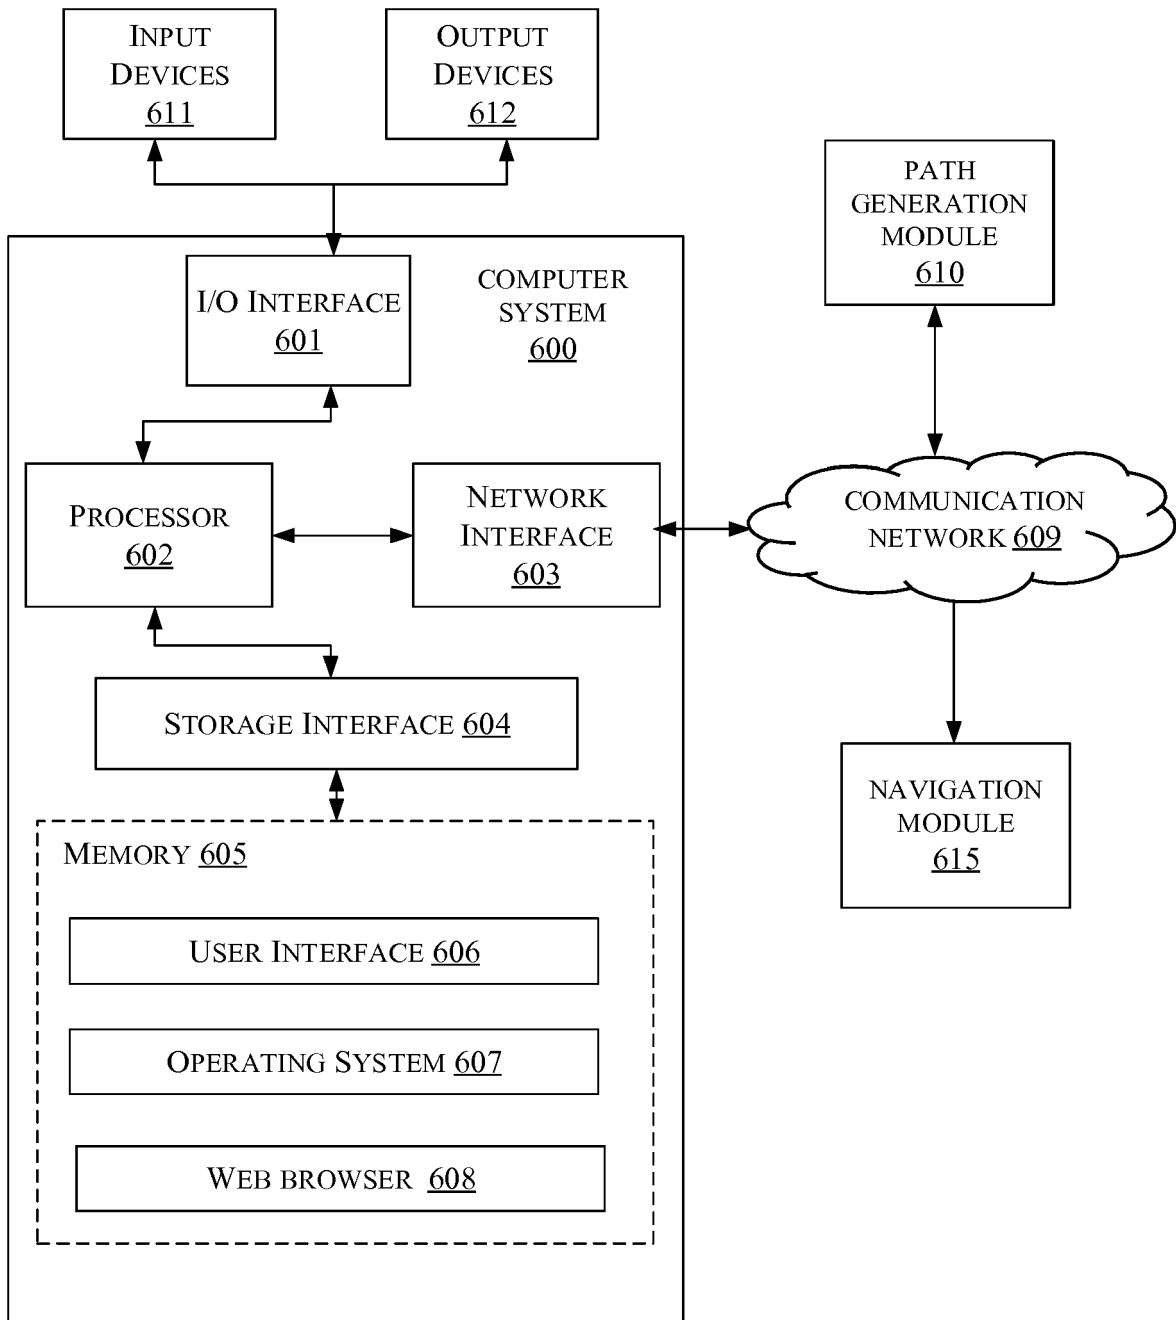 INPUT
DEVICES
611
OUTPUT
DEVICES
612
PATH
GENERATION
MODULE
610
I/O INTERFACE
601
COMPUTER
SYSTEM
600
PROCESSOR
602
NETWORK
INTERFACE
603
COMMUNICATION
NETWORK 609
STORAGE INTERFACE 604
NAVIGATION
MODULE
615
MEMORY 605
USER INTERFACE 606
OPERATING SYSTEM 607
WEB BROWSER 608